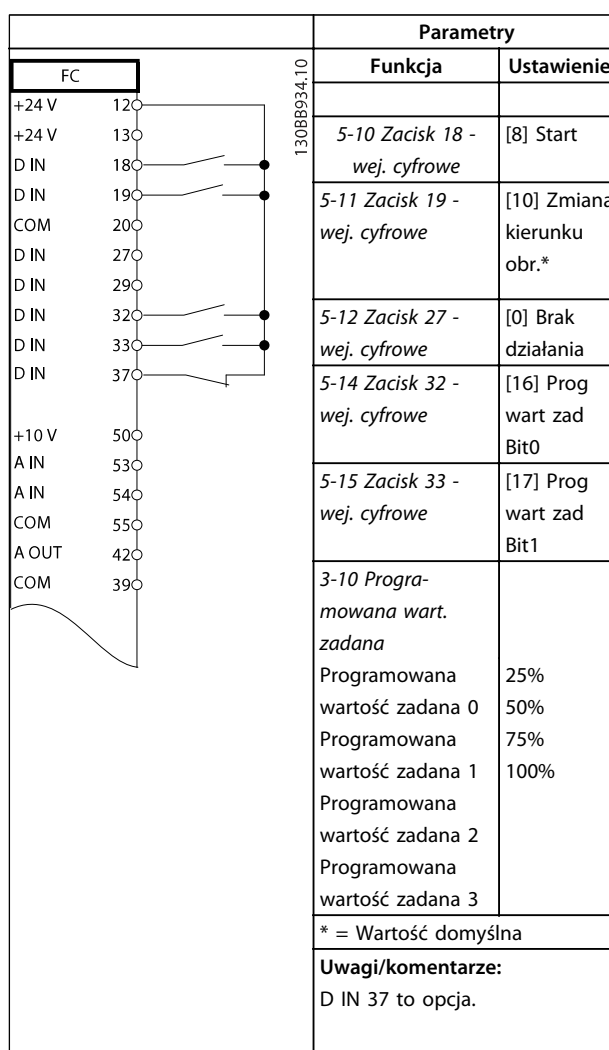 FC
+24 V 12
+24 V 13
D IN 18
D IN 19
COM 20
D IN 27
D IN 29
D IN 32
D IN 33
D IN 37
+10 V 50
A IN 53
A IN 54
COM 55
A OUT 42
COM 39
130BB934.10
Parametry
Funkcja Ustawienie
5-10 Zacisk 18 - [8] Start
wej. cyfrowe
5-11 Zacisk 19 - [10] Zmiana
wej. cyfrowe kierunku
obr.*
5-12 Zacisk 27 - [0] Brak
wej. cyfrowe działania
5-14 Zacisk 32 - [16] Prog
wej. cyfrowe wart zad
Bit0
5-15 Zacisk 33 - [17] Prog
wej. cyfrowe wart zad
Bit1
3-10 Progra-
mowana wart.
zadana
Programowana 25%
wartość zadana 0 50%
Programowana 75%
wartość zadana 1 100%
Programowana
wartość zadana 2
Programowana
wartość zadana 3
* = Wartość domyślna
Uwagi/komentarze:
D IN 37 to opcja.